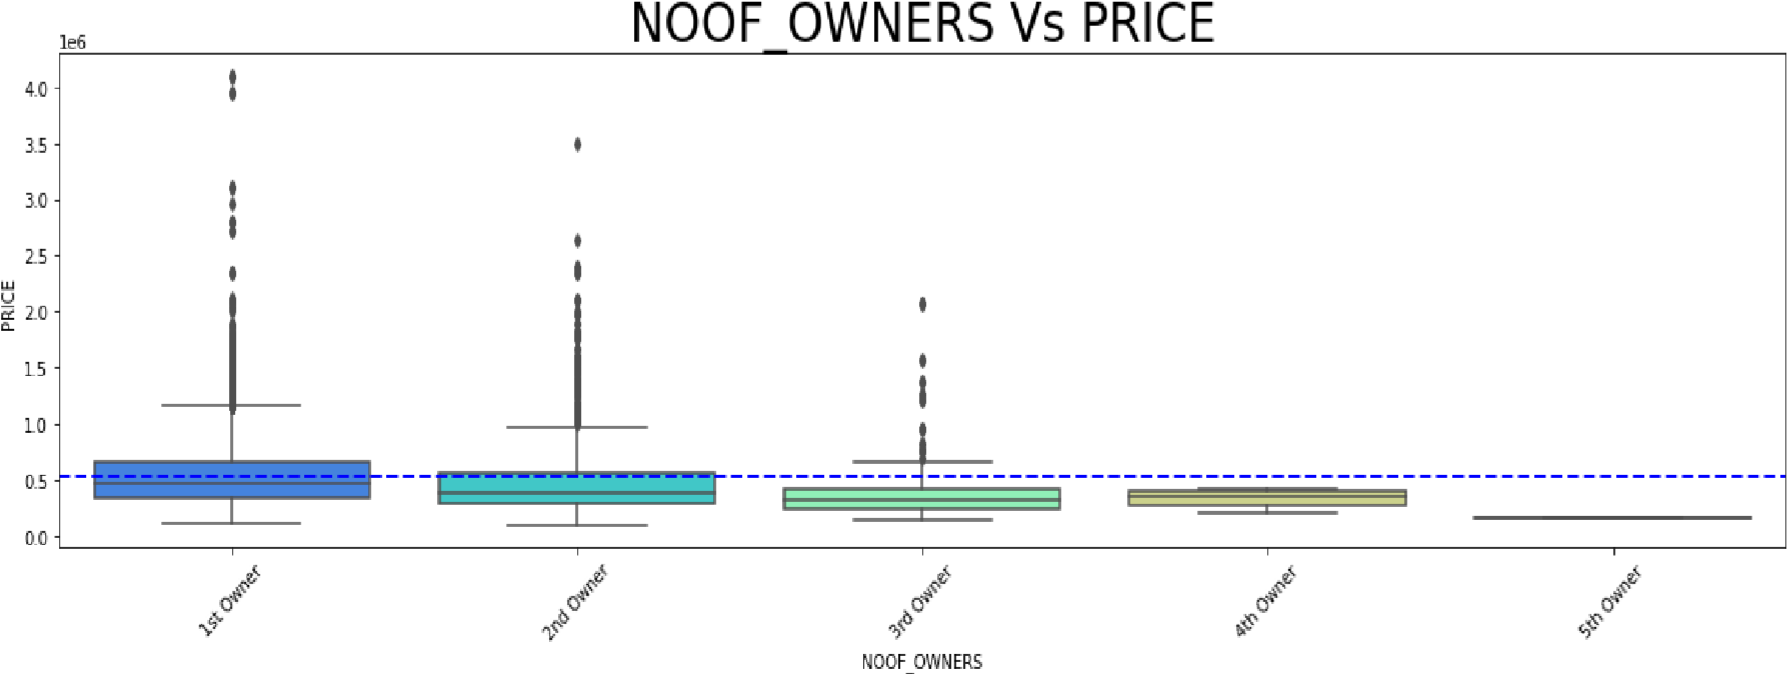 NOOF_OWNERS Vs PRICE
1e6
4.0
3.5
3.0
2.5
2.0
1.5
1.0
0.5
0.0
PRICE
1st Owner
2nd Owner
3rd Owner
4th Owner
5th Owner
NOOF_OWNERS